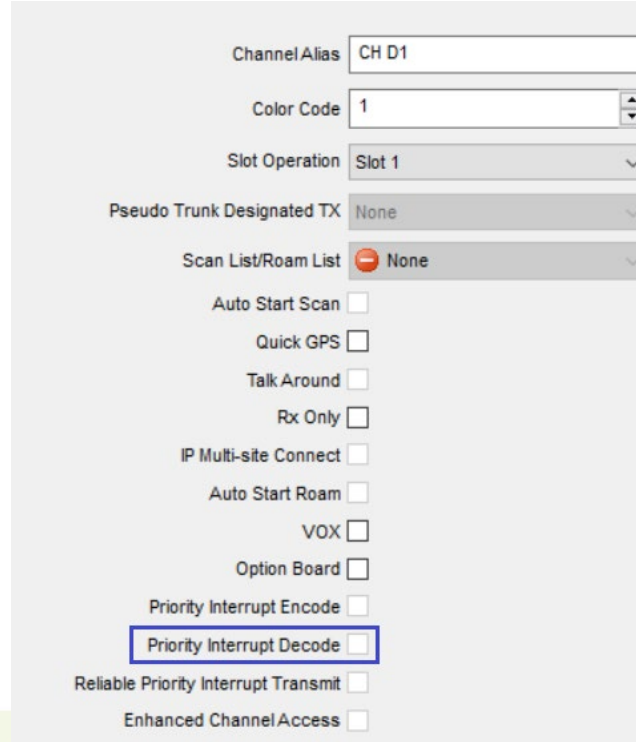 Channel Alias CH D1
Color Code 1
Slot Operation Slot 1
Pseudo Trunk Designated TX None
Scan List/Roam List None
Auto Start Scan
Quick GPS
Talk Around
Rx Only
IP Multi-site Connect
Auto Start Roam
VOX
Option Board
Priority Interrupt Encode
Priority Interrupt Decode
Reliable Priority Interrupt Transmit
Enhanced Channel Access